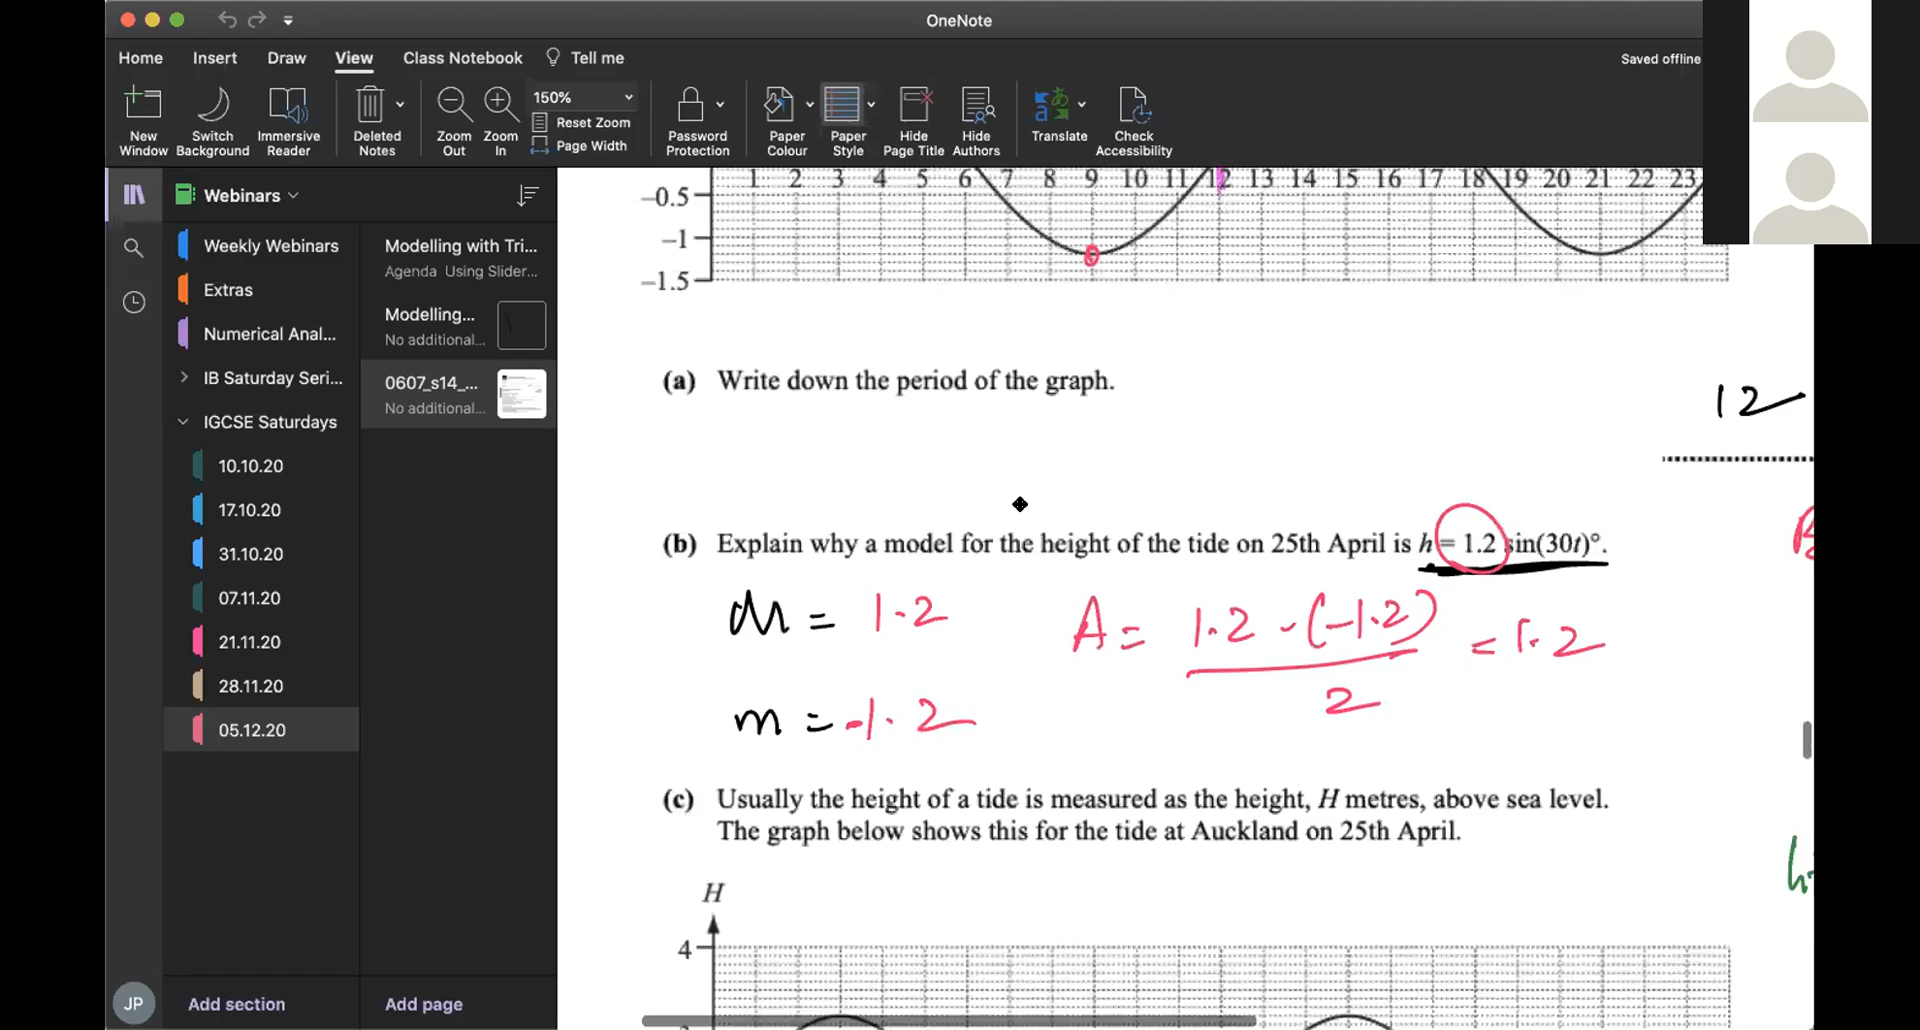 OneNote
Home Insert Draw View Class Notebook Tell me
Saved offline
150%
Reset Zoom
Page Width
New Window
Switch Background
Immersive Reader
Deleted Notes
Zoom Out
Zoom In
Password Protection
Paper Colour
Paper Style
Hide Page Title
Hide Authors
Translate
Check Accessibility
Webinars
Weekly Webinars
Extras
Numerical Anal...
IB Saturday Seri...
IGCSE Saturdays
10.10.20
17.10.20
31.10.20
07.11.20
21.11.20
28.11.20
05.12.20
JP
Add section
Modelling with Tri...
Agenda Using Slider...
Modelling...
No additional...
0607_s14_...
No additional...
Add page
1 2 3 4 5 6 7 8 9 10 11 12 13 14 15 16 17 18 19 20 21 22 23
−0.5
−1
−1.5
(a) Write down the period of the graph.
12
(b) Explain why a model for the height of the tide on 25th April is h = 1.2 sin(30t)°.
M = 1.2
A = 1.2 - (-1.2)
2
= 1.2
m = -1.2
(c) Usually the height of a tide is measured as the height, H metres, above sea level.
The graph below shows this for the tide at Auckland on 25th April.
H
4